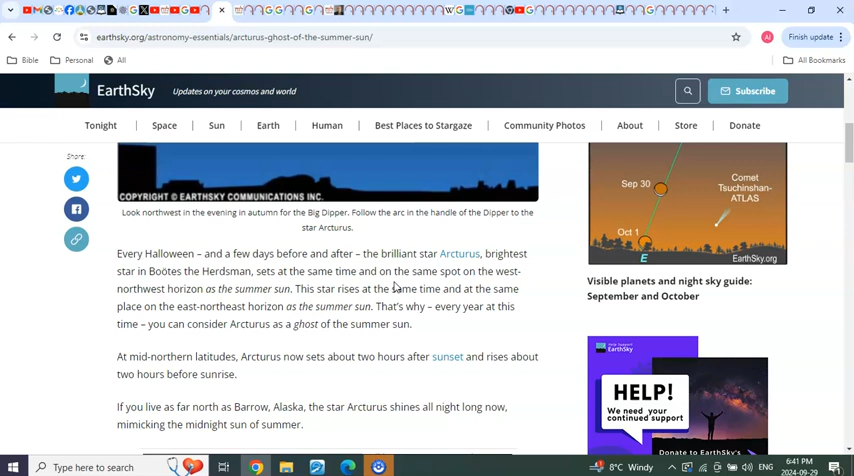 earthsky.org/astronomy-essentials/arcturus-ghost-of-the-summer-sun/
AI
Finish update
Bible
Personal
All
All Bookmarks
EarthSky
Updates on your cosmos and world
Subscribe
Tonight
Space
Sun
Earth
Human
Best Places to Stargaze
Community Photos
About
Store
Donate
Share:
COPYRIGHT © EARTHSKY COMMUNICATIONS INC.
Look northwest in the evening in autumn for the Big Dipper. Follow the arc in the handle of the Dipper to the
star Arcturus.
Every Halloween – and a few days before and after – the brilliant star Arcturus, brightest
star in Boötes the Herdsman, sets at the same time and on the same spot on the west-
northwest horizon as the summer sun. This star rises at the same time and at the same
place on the east-northeast horizon as the summer sun. That's why – every year at this
time – you can consider Arcturus as a ghost of the summer sun.
At mid-northern latitudes, Arcturus now sets about two hours after sunset and rises about
two hours before sunrise.
If you live as far north as Barrow, Alaska, the star Arcturus shines all night long now,
mimicking the midnight sun of summer.
Sep 30
Comet
Tsuchinshan-
ATLAS
Oct 1
E
EarthSky.org
Visible planets and night sky guide:
September and October
Help Support
EarthSky
HELP!
We need your
continued support
Donate to EarthSky's
Type here to search
8°C Windy
ENG
6:41 PM
2024-09-29